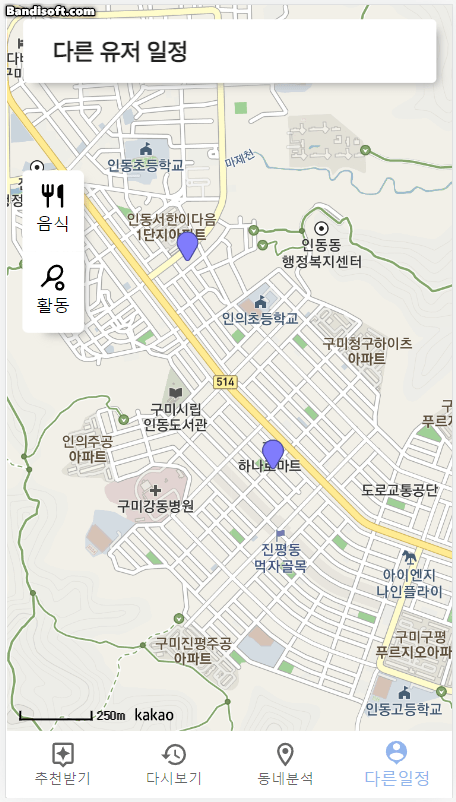 Bandisoft.com
다른 유저 일정
인동초등학교
마제천
음식
활동
인동서한이다음
1단지아파트
인동동
행정복지센터
인의초등학교
구미청구하이츠
아파트
514
구미시립
인동도서관
인의주공
아파트
하나로마트
구미강동병원
도로교통공단
진평동
먹자골목
아이엔지
나인플라이
구미진평주공
아파트
구미구평
푸르지오아파
인동고등학교
250m kakao
추천받기
다시보기
동네분석
다른일정